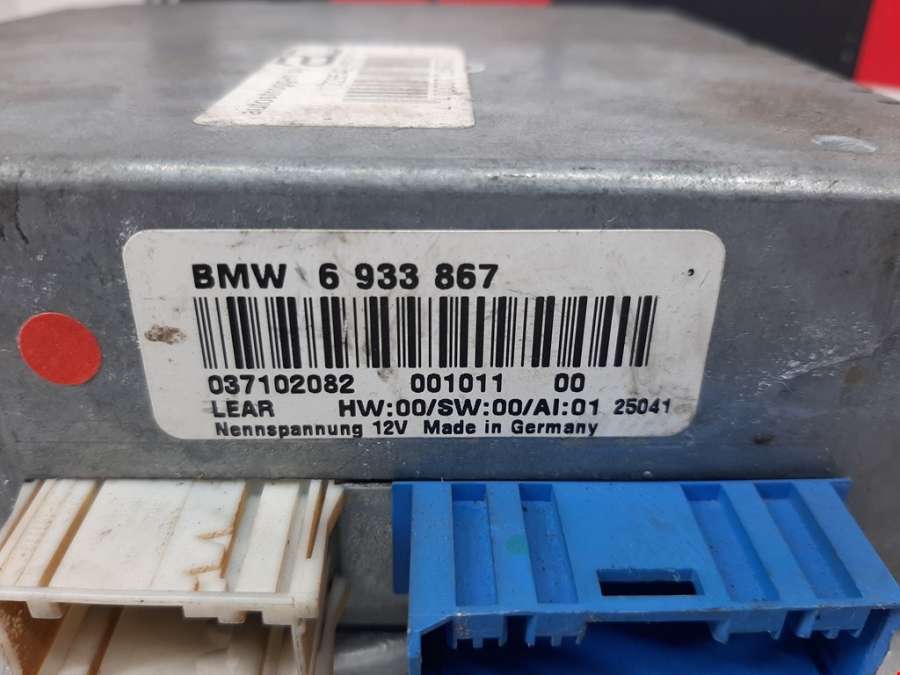 BMW 6 933 867
037102082 001011 00
LEAR HW:00/SW:00/AI:01 25041
Nennspannung 12V Made in Germany